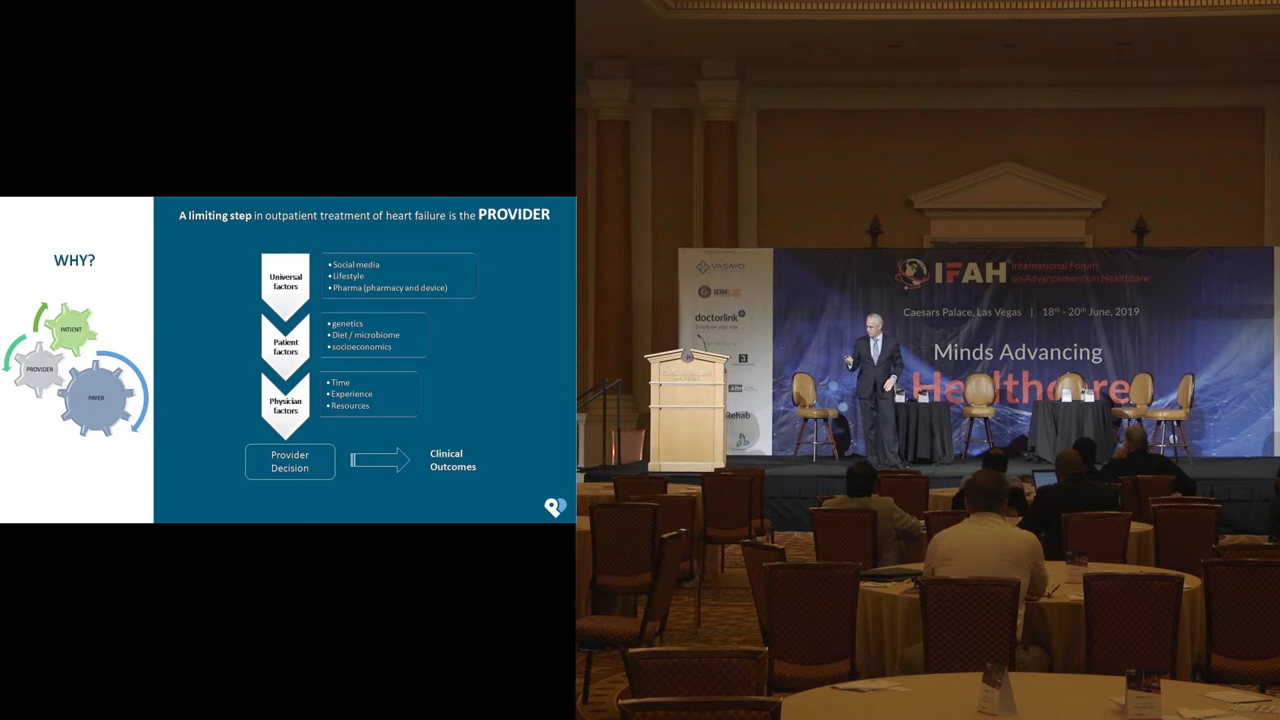 A limiting step in outpatient treatment of heart failure is the PROVIDER
WHY?
PATIENT
PROVIDER
PAYER
Universal
factors
• Social media
• Lifestyle
• Pharma (pharmacy and device)
Patient
factors
• genetics
• Diet / microbiome
• socioeconomics
Physician
factors
• Time
• Experience
• Resources
Provider
Decision
Clinical
Outcomes
VASAYO
doctorlink
Rehab
IFAH
International Forum
on Advancements in Healthcare
Caesars Palace, Las Vegas | 18th - 20th June, 2019
Minds Advancing
Healthcare